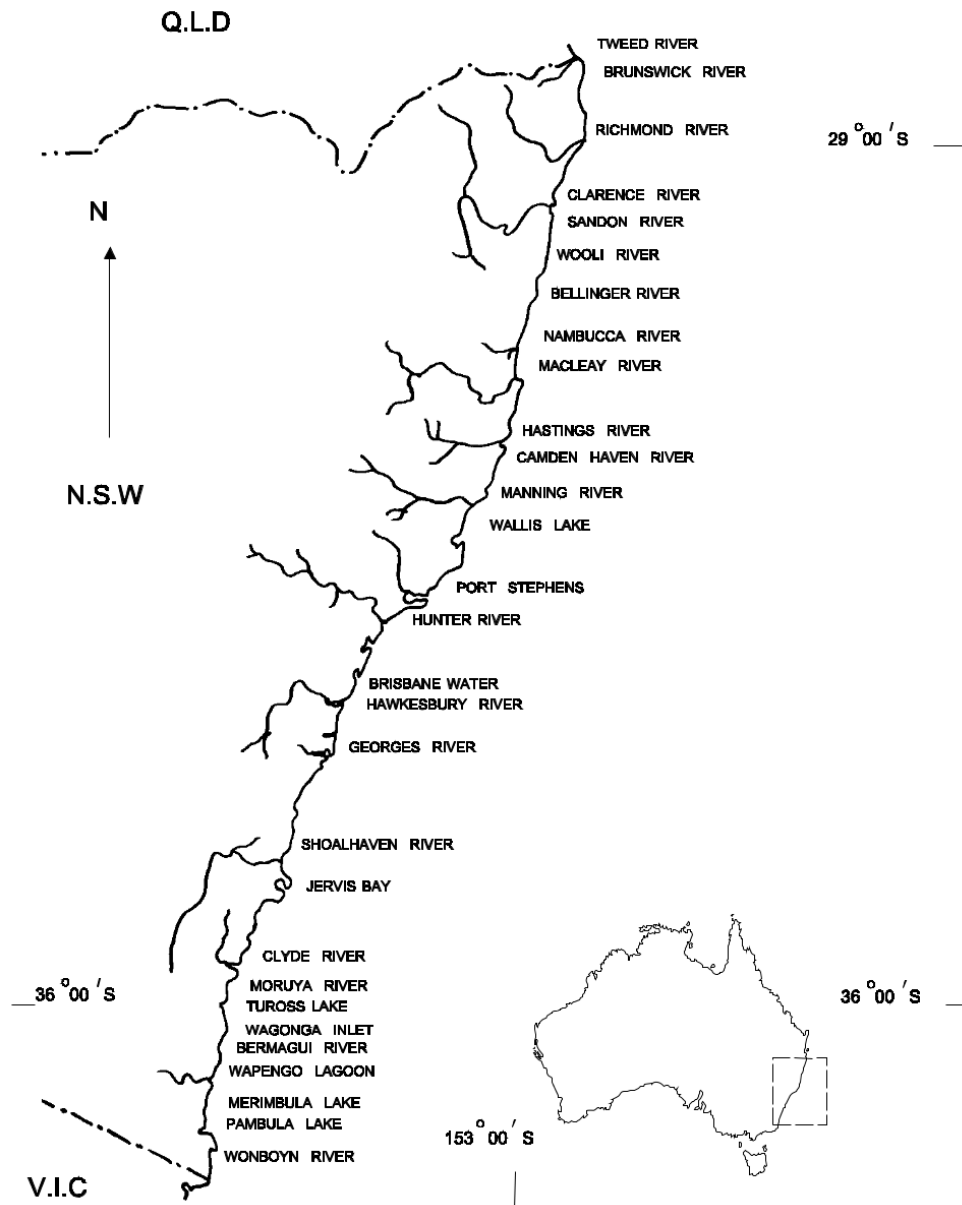 Q.L.D
TWEED RIVER
BRUNSWICK RIVER
RICHMOND RIVER
29°00'S
CLARENCE RIVER
N
SANDON RIVER
WOOLI RIVER
BELLINGER RIVER
NAMBUCCA RIVER
MACLEAY RIVER
HASTINGS RIVER
CAMDEN HAVEN RIVER
N.S.W
MANNING RIVER
WALLIS LAKE
PORT STEPHENS
HUNTER RIVER
BRISBANE WATER
HAWKESBURY RIVER
GEORGES RIVER
SHOALHAVEN RIVER
JERVIS BAY
CLYDE RIVER
MORUYA RIVER
36°00'S
36°00'S
TUROSS LAKE
WAGONGA INLET
BERMAGUI RIVER
WAPENGO LAGOON
MERIMBULA LAKE
PAMBULA LAKE
153°00'S
WONBOYN RIVER
V.I.C